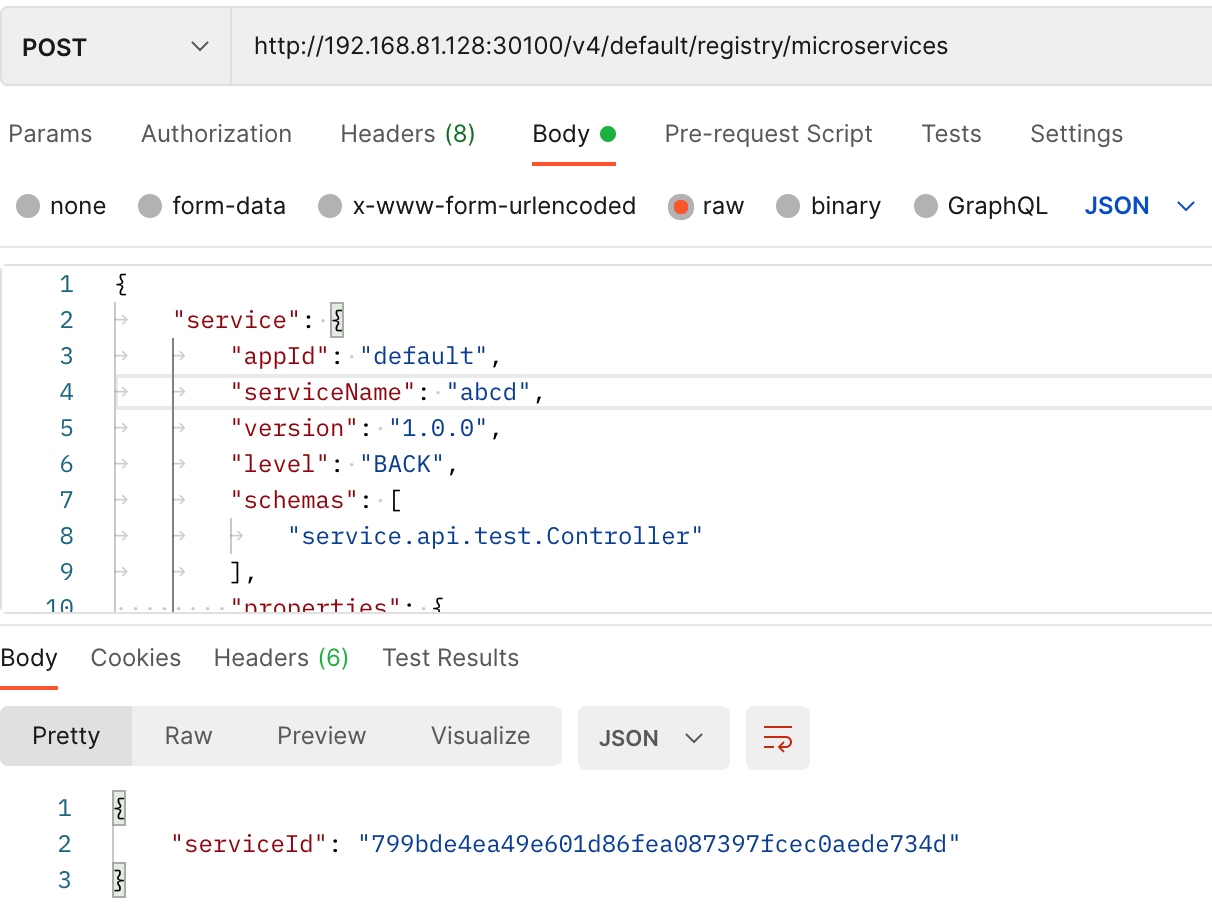 POST http://192.168.81.128:30100/v4/default/registry/microservices
Params Authorization Headers (8) Body Pre-request Script Tests Settings
none form-data x-www-form-urlencoded raw binary GraphQL JSON
1 {
2 "service": {
3 "appId": "default",
4 "serviceName": "abcd",
5 "version": "1.0.0",
6 "level": "BACK",
7 "schemas": [
8 "service.api.test.Controller"
9 ],
10 "properties": {
Body Cookies Headers (6) Test Results
Pretty Raw Preview Visualize JSON
1 {
2 "serviceId": "799bde4ea49e601d86fea087397fcec0aede734d"
3 }